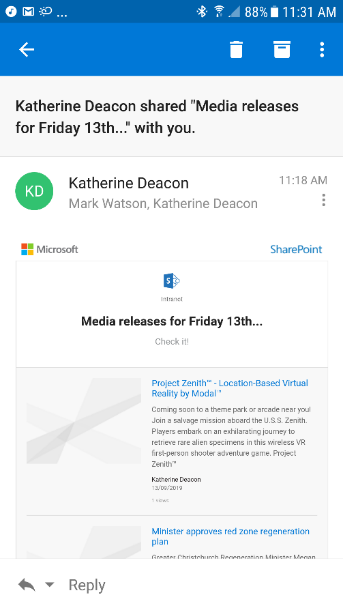 ... 88% 11:31 AM
Katherine Deacon shared "Media releases
for Friday 13th..." with you.
KD
Katherine Deacon
11:18 AM
Mark Watson, Katherine Deacon
Microsoft
SharePoint
S
Intranet
Media releases for Friday 13th...
Check it!
Project Zenith™ - Location-Based Virtual
Reality by Modal™
Coming soon to a theme park or arcade near you!
Join a salvage mission aboard the U.S.S. Zenith.
Players embark on an exhilarating journey to
retrieve rare alien specimens in this wireless VR
first-person shooter adventure game. Project
Zenith™
Katherine Deacon
13/09/2019
Minister approves red zone regeneration
plan
Greater Christchurch Regeneration Minister Megan
Reply